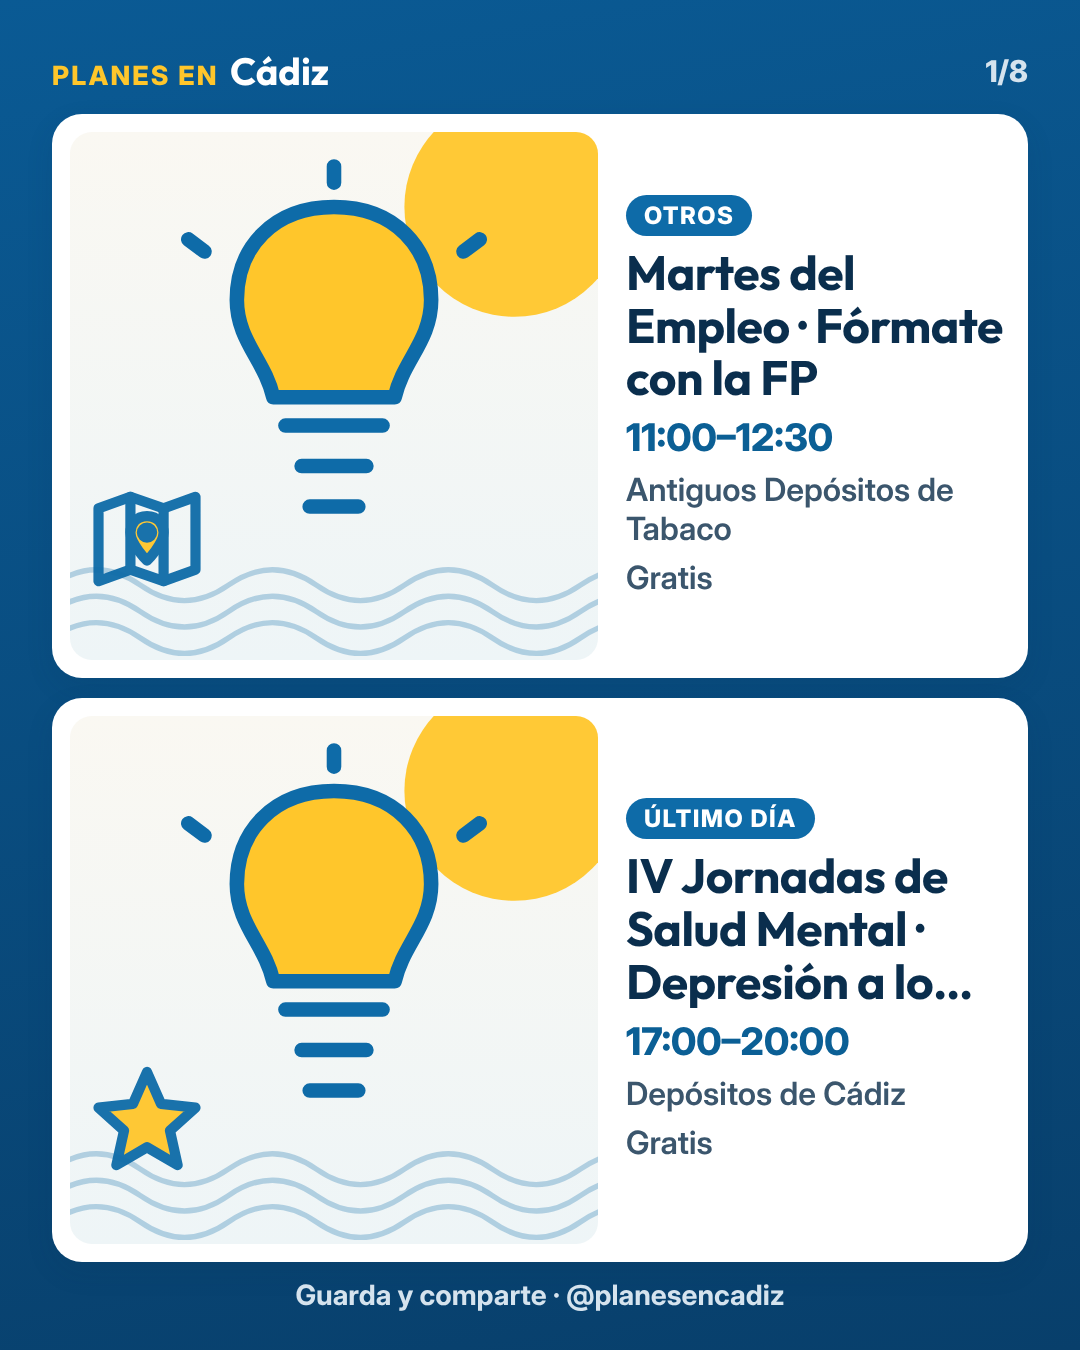 PLANES EN Cádiz
1/8
OTROS
Martes del
Empleo · Fórmate
con la FP
11:00–12:30
Antiguos Depósitos de
Tabaco
Gratis
ÚLTIMO DÍA
IV Jornadas de
Salud Mental ·
Depresión a lo...
17:00–20:00
Depósitos de Cádiz
Gratis
Guarda y comparte · @planesencadiz